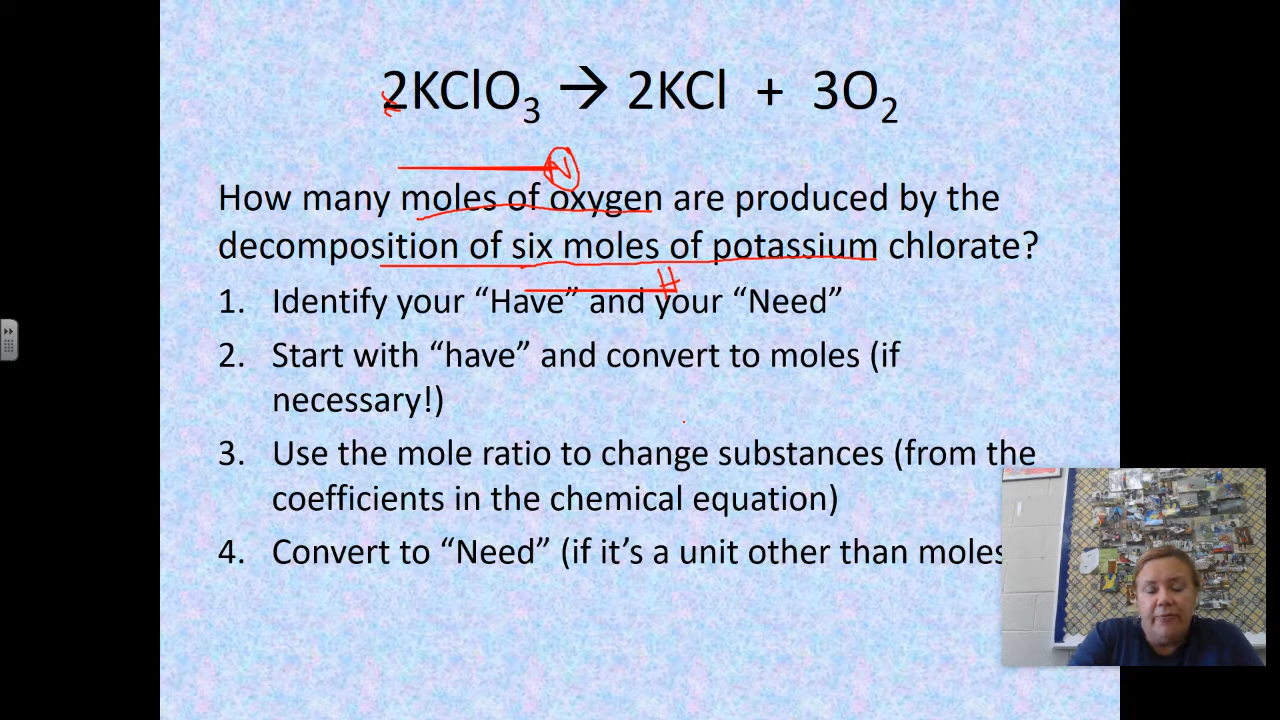 2KClO₃ → 2KCl + 3O₂
N
How many moles of oxygen are produced by the
decomposition of six moles of potassium chlorate?
H
1. Identify your “Have” and your “Need”
2. Start with “have” and convert to moles (if
necessary!)
3. Use the mole ratio to change substances (from the
coefficients in the chemical equation)
4. Convert to “Need” (if it’s a unit other than moles